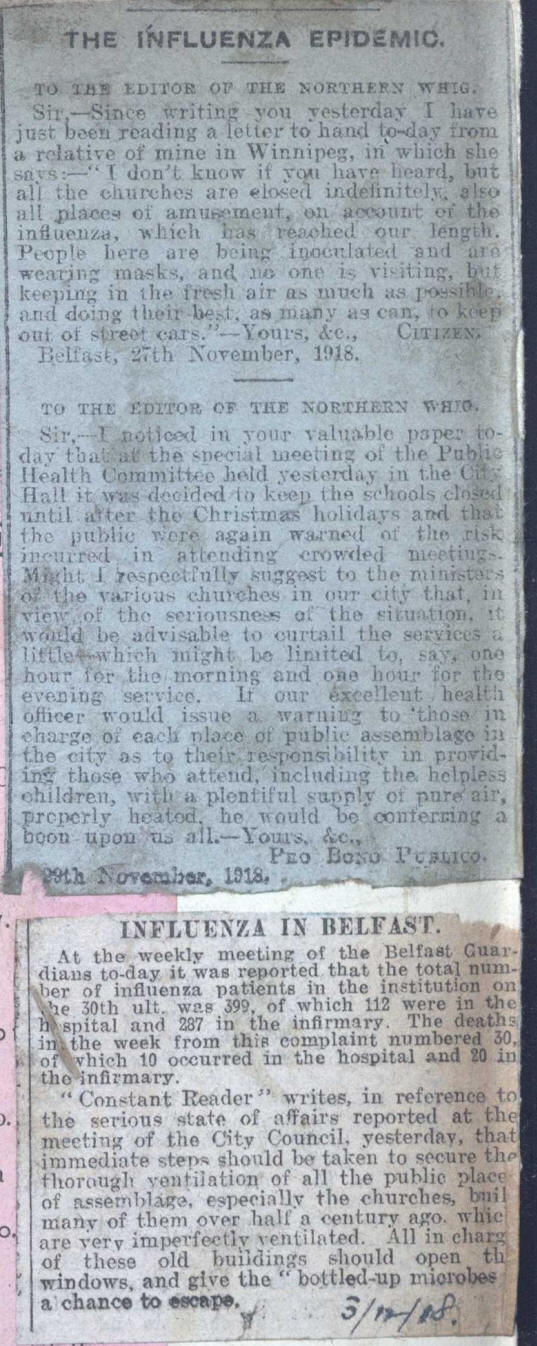 THE INFLUENZA EPIDEMIC.
TO THE EDITOR OF THE NORTHERN WHIG.
Sir,—Since writing you yesterday I have
just been reading a letter to hand to-day from
a relative of mine in Winnipeg, in which she
says:—"I don't know if you have heard, but
all the churches are closed indefinitely, also
all places of amusement, on account of the
influenza, which has reached our length.
People here are being inoculated and are
wearing masks, and no one is visiting, but
keeping in the fresh air as much as possible,
and doing their best, as many as can, to keep
out of street cars."—Yours, &c., CITIZEN.
Belfast, 27th November, 1918.
TO THE EDITOR OF THE NORTHERN WHIG.
Sir,—I noticed in your valuable paper to-
day that at the special meeting of the Public
Health Committee held yesterday in the City
Hall it was decided to keep the schools closed
until after the Christmas holidays and that
the public were again warned of the risk
incurred in attending crowded meetings.
Might I respectfully suggest to the ministers
of the various churches in our city that, in
view of the seriousness of the situation, it
would be advisable to curtail the services a
little—which might be limited to, say, one
hour for the morning and one hour for the
evening service. If our excellent health
officer would issue a warning to those in
charge of each place of public assemblage in
the city as to their responsibility in provid-
ing those who attend, including the helpless
children, with a plentiful supply of pure air,
properly heated, he would be conferring a
boon upon us all.—Yours, &c.,
PRO BONO PUBLICO.
29th November, 1918.
INFLUENZA IN BELFAST.
At the weekly meeting of the Belfast Guar-
dians to-day it was reported that the total num-
ber of influenza patients in the institution on
the 30th ult. was 399, of which 112 were in the
hospital and 287 in the infirmary. The deaths
in the week from this complaint numbered 30,
of which 10 occurred in the hospital and 20 in
the infirmary.
"Constant Reader" writes, in reference to
the serious state of affairs reported at the
meeting of the City Council, yesterday, that
immediate steps should be taken to secure the
thorough ventilation of all the public place
of assemblage, especially the churches, buil
many of them over half a century ago, whic
are very imperfectly ventilated. All in charg
of these old buildings should open th
windows, and give the "bottled-up microbes
a chance to escape.
3/12/18.